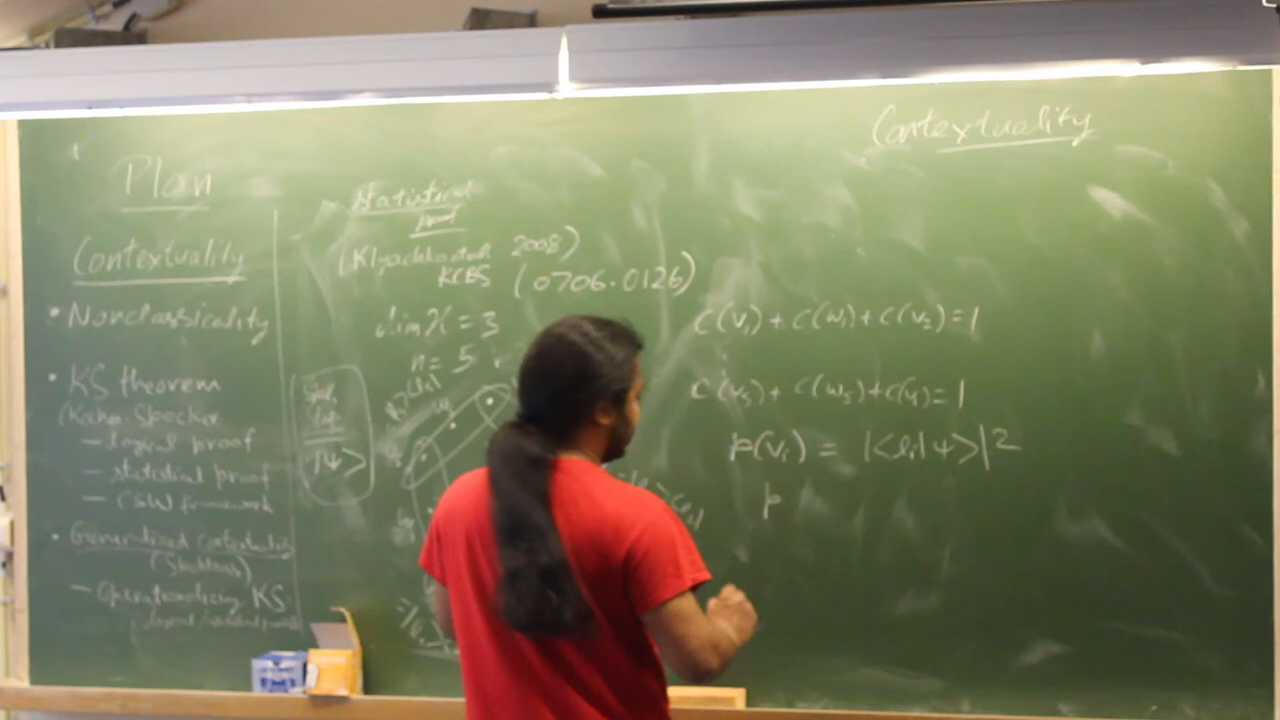 Plan
Contextuality
• Nonclassicality
• KS theorem
(Kochen-Specker
- logical proof
- statistical proof
- CSW framework
• Generalized contextuality
(Spekkens)
- Operationalizing KS
Statistical
proof
(Klyachko et al 2008)
KCBS (0706.0126)
dim H = 3
n = 5
|ψ>
Contextuality
c(v₁) + c(w₁) + c(v₂) = 1
c(v₅) + c(w₅) + c(v₁) = 1
p(vᵢ) = |<lᵢ|ψ>|²
p